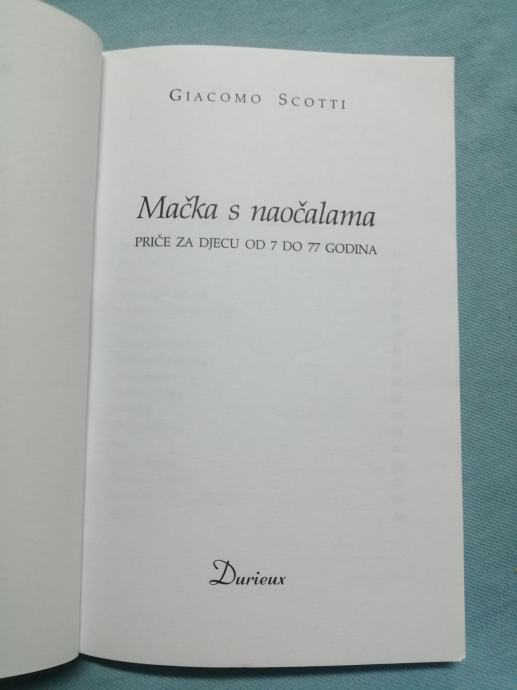 GIACOMO SCOTTI
Mačka s naočalama
PRIČE ZA DJECU OD 7 DO 77 GODINA
Durieux